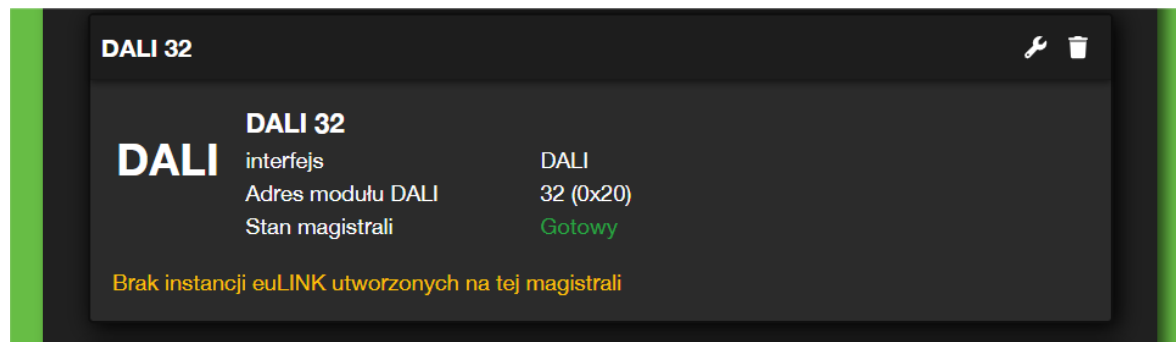 DALI 32
DALI
DALI 32
interfejs DALI
Adres modułu DALI 32 (0x20)
Stan magistrali Gotowy
Brak instancji euLINK utworzonych na tej magistrali